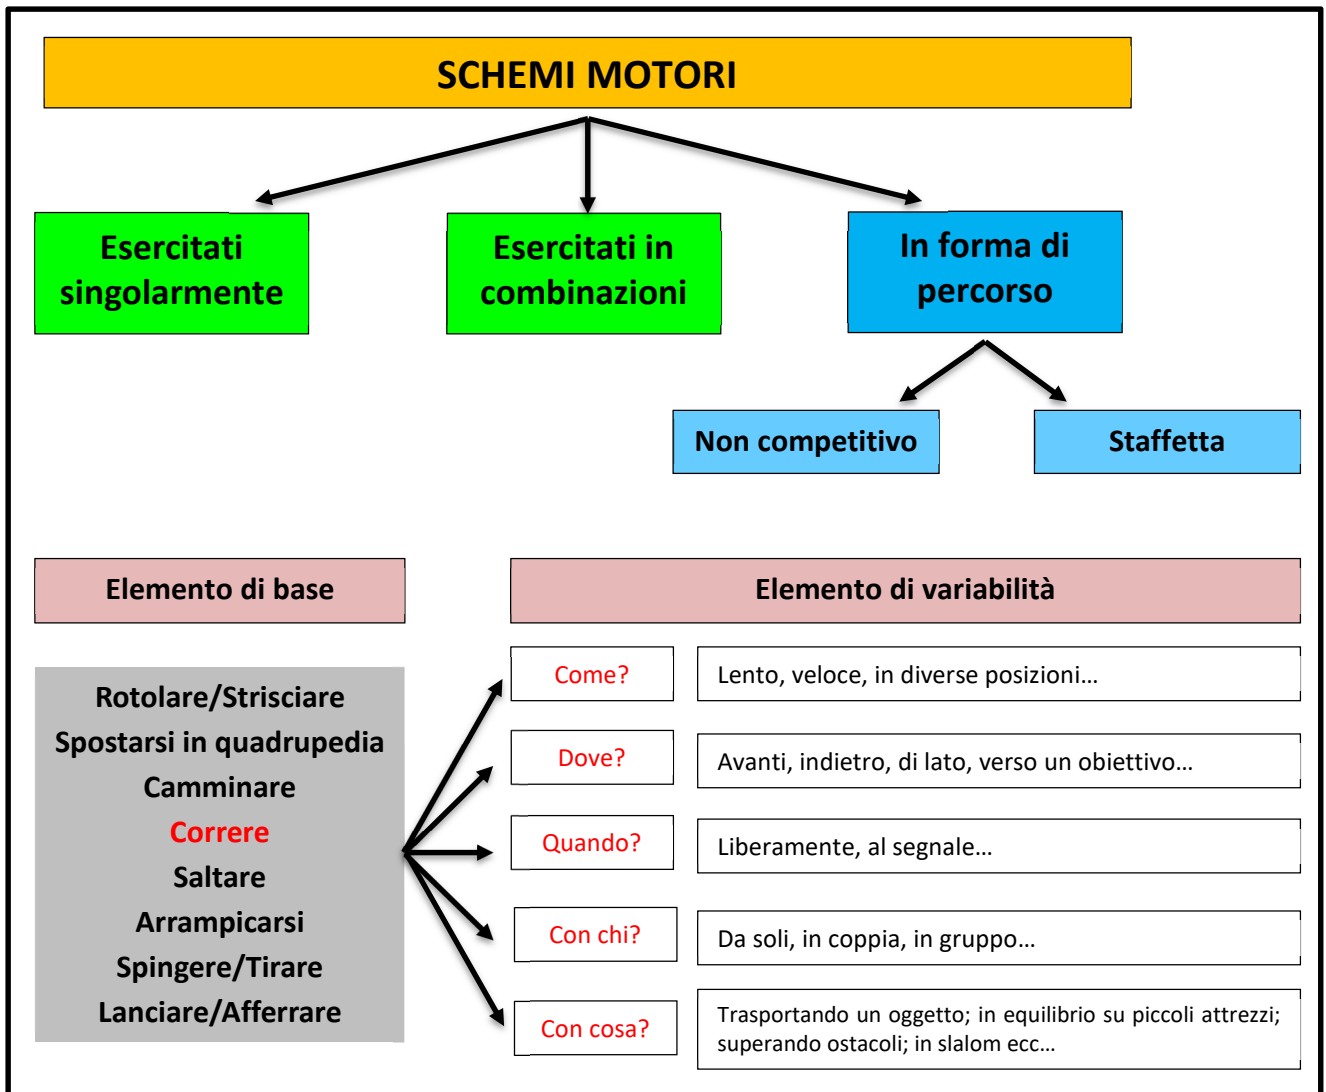 SCHEMI MOTORI
Esercitati
singolarmente
Esercitati in
combinazioni
In forma di
percorso
Non competitivo
Staffetta
Elemento di base
Elemento di variabilità
Rotolare/Strisciare
Spostarsi in quadrupedia
Camminare
Correre
Saltare
Arrampicarsi
Spingere/Tirare
Lanciare/Afferrare
Come?
Lento, veloce, in diverse posizioni…
Dove?
Avanti, indietro, di lato, verso un obiettivo…
Quando?
Liberamente, al segnale…
Con chi?
Da soli, in coppia, in gruppo…
Con cosa?
Trasportando un oggetto; in equilibrio su piccoli attrezzi;
superando ostacoli; in slalom ecc…